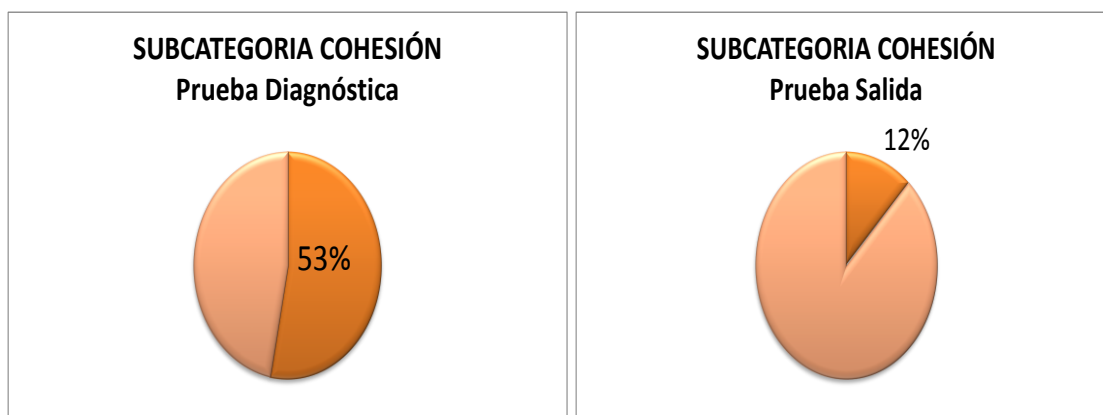 SUBCATEGORIA COHESIÓN
Prueba Diagnóstica
53%
SUBCATEGORIA COHESIÓN
Prueba Salida
12%